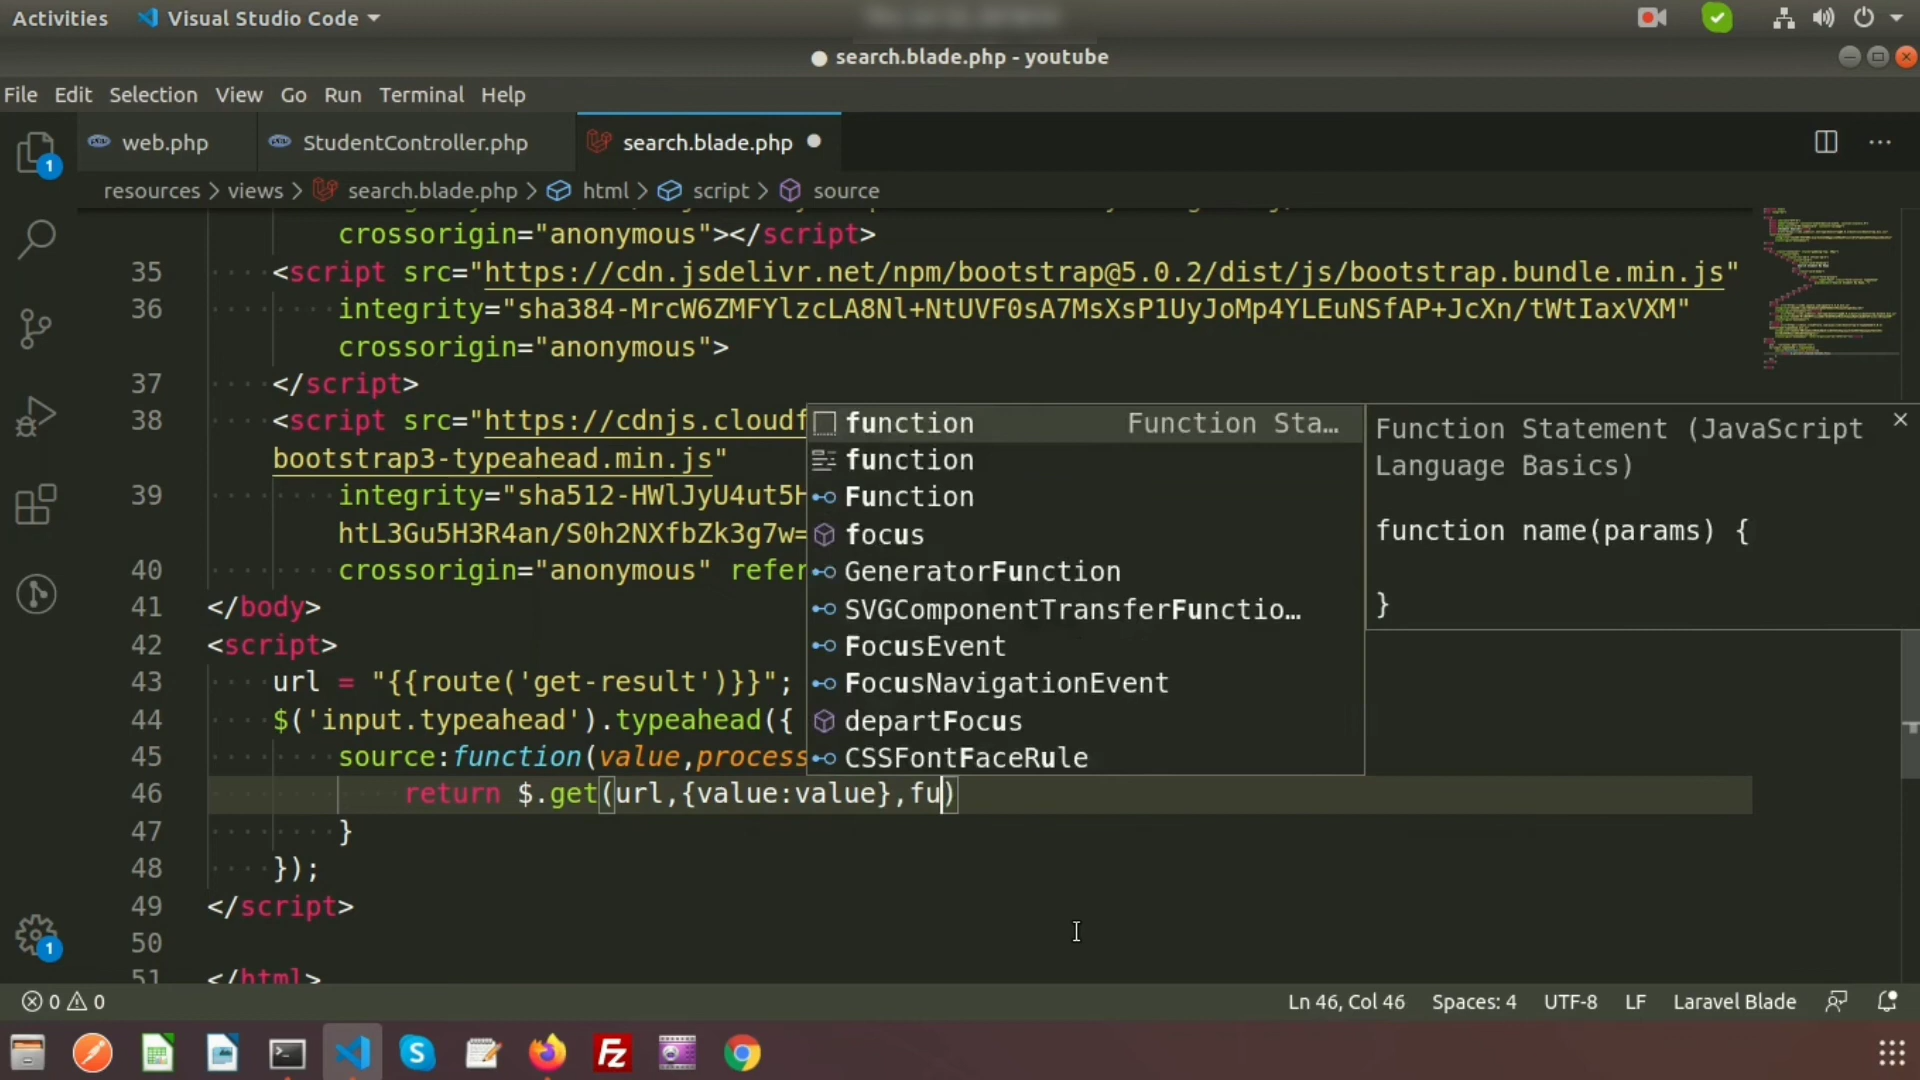 Activities Visual Studio Code
search.blade.php - youtube
File Edit Selection View Go Run Terminal Help
web.php StudentController.php search.blade.php
resources > views > search.blade.php > html > script > source
crossorigin="anonymous"></script>
35 <script src="https://cdn.jsdelivr.net/npm/bootstrap@5.0.2/dist/js/bootstrap.bundle.min.js"
36 integrity="sha384-MrcW6ZMFYlzcLA8Nl+NtUVF0sA7MsXsP1UyJoMp4YLEuNSfAP+JcXn/tWtIaxVXM"
crossorigin="anonymous">
37 </script>
38 <script src="https://cdnjs.cloudf
bootstrap3-typeahead.min.js"
39 integrity="sha512-HWlJyU4ut5H
htL3Gu5H3R4an/S0h2NXfbZk3g7w=
40 crossorigin="anonymous" refer
41 </body>
42 <script>
43 url = "{{route('get-result')}}";
44 $('input.typeahead').typeahead({
45 source:function(value,process
46 return $.get(url,{value:value},fu)
47 }
48 });
49 </script>
50
51 </html>
function Function Sta…
function
Function
focus
GeneratorFunction
SVGComponentTransferFunctio…
FocusEvent
FocusNavigationEvent
departFocus
CSSFontFaceRule
Function Statement (JavaScript
Language Basics)
function name(params) {
}
1
1
0 0 Ln 46, Col 46 Spaces: 4 UTF-8 LF Laravel Blade